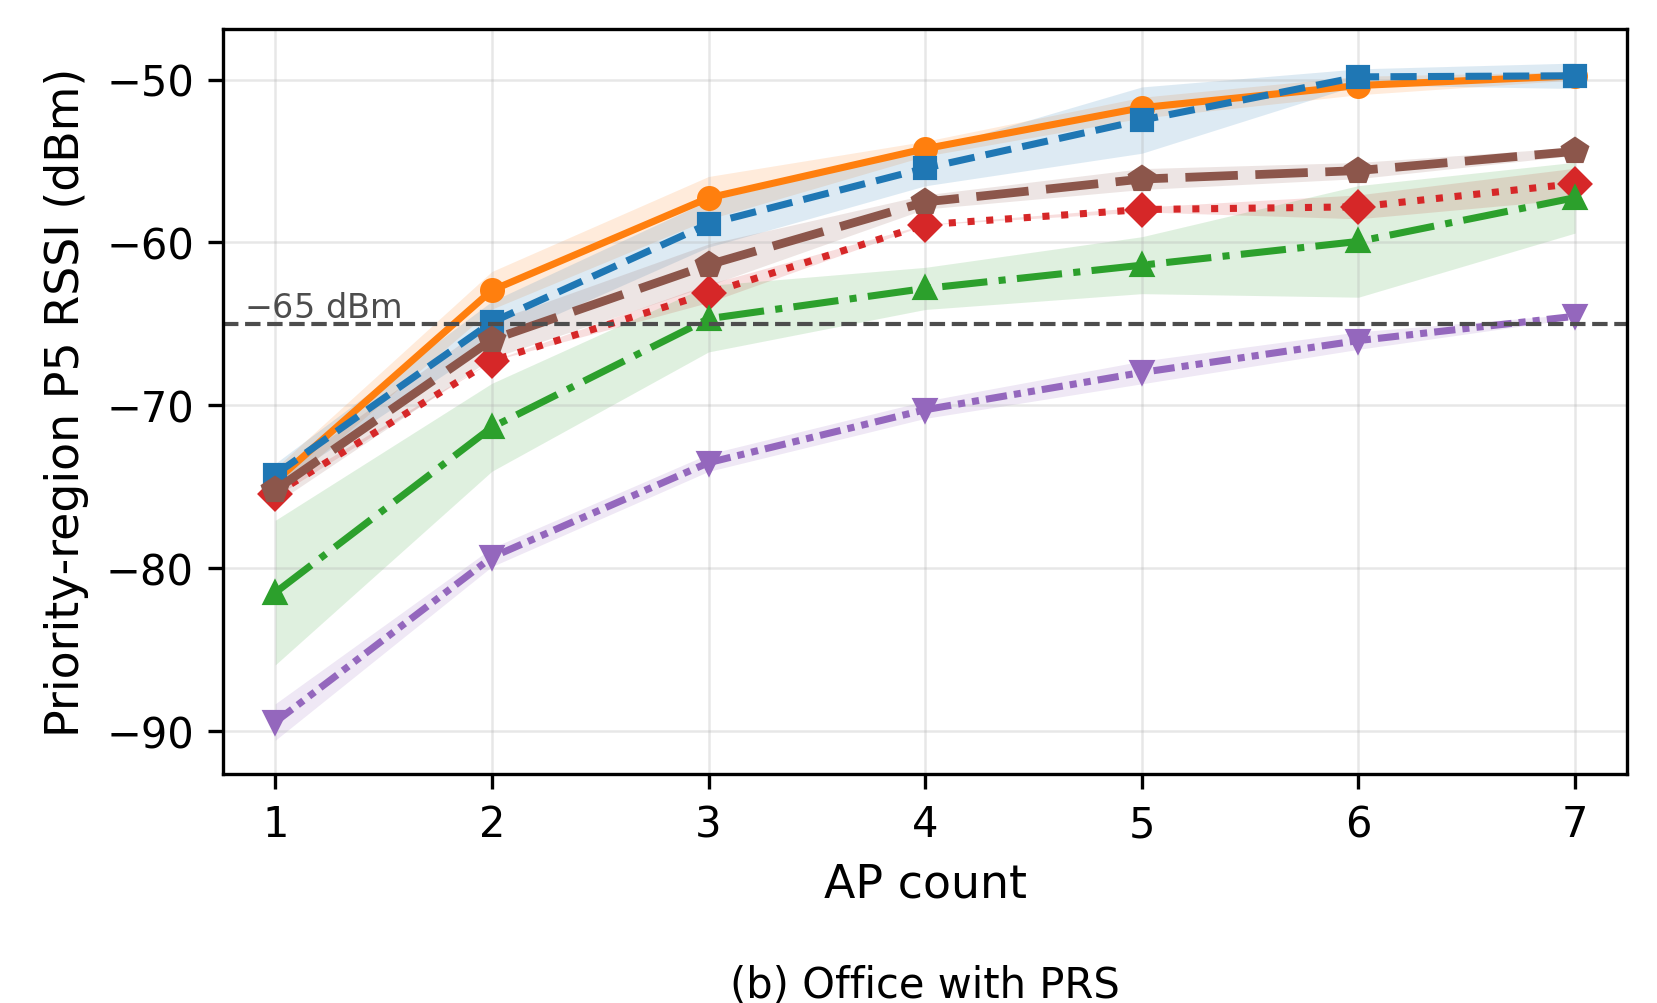 Priority-region P5 RSSI (dBm)
−50
−60
−70
−80
−90
−65 dBm
1 2 3 4 5 6 7
AP count
(b) Office with PRS